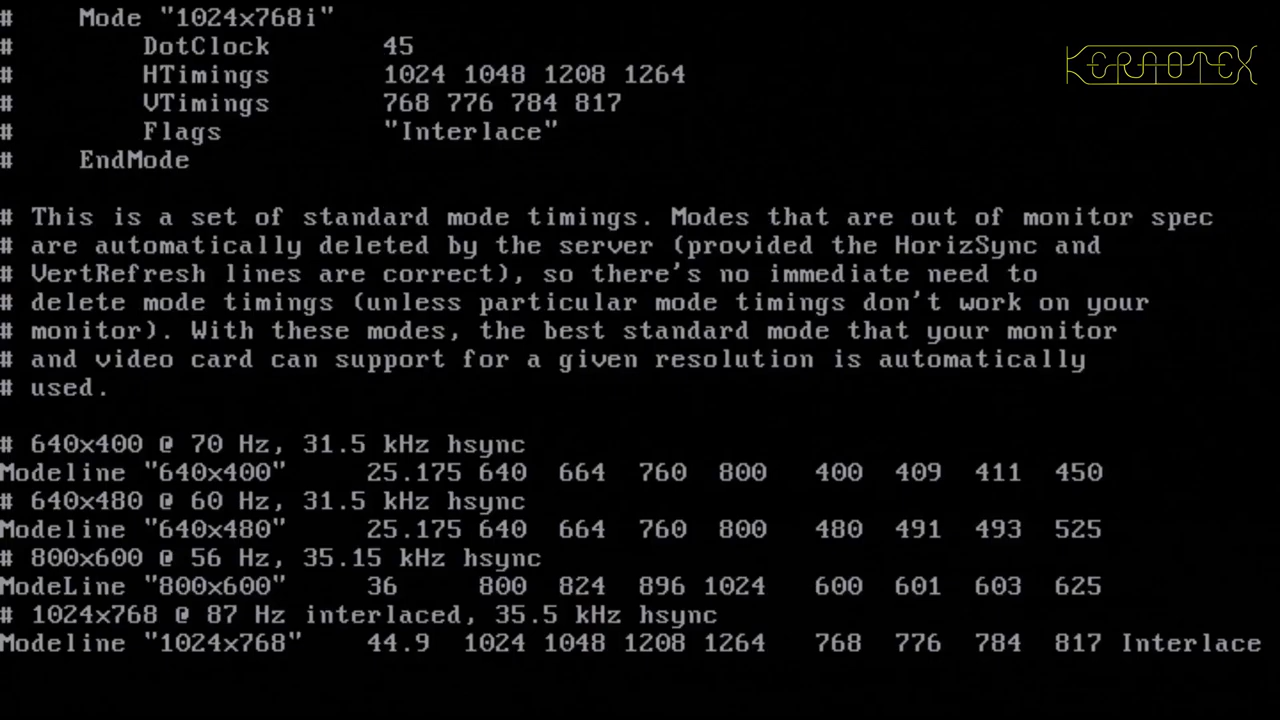 #    Mode "1024x768i"
KERNOTEX
#        DotClock       45
#        HTimings       1024 1048 1208 1264
#        VTimings       768 776 784 817
#        Flags          "Interlace"
#    EndMode
# This is a set of standard mode timings. Modes that are out of monitor spec
# are automatically deleted by the server (provided the HorizSync and
# VertRefresh lines are correct), so there's no immediate need to
# delete mode timings (unless particular mode timings don't work on your
# monitor). With these modes, the best standard mode that your monitor
# and video card can support for a given resolution is automatically
# used.
# 640x400 @ 70 Hz, 31.5 kHz hsync
Modeline "640x400"     25.175 640  664  760  800   400  409  411  450
# 640x480 @ 60 Hz, 31.5 kHz hsync
Modeline "640x480"     25.175 640  664  760  800   480  491  493  525
# 800x600 @ 56 Hz, 35.15 kHz hsync
ModeLine "800x600"     36     800  824  896 1024   600  601  603  625
# 1024x768 @ 87 Hz interlaced, 35.5 kHz hsync
Modeline "1024x768"    44.9  1024 1048 1208 1264   768  776  784  817 Interlace